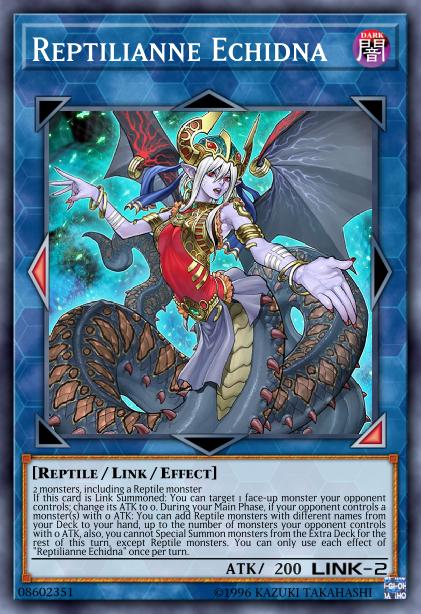 Reptilianne Echidna
DARK
闇
[Reptile / Link / Effect]
2 monsters, including a Reptile monster
If this card is Link Summoned: You can target 1 face-up monster your opponent
controls; change its ATK to 0. During your Main Phase, if your opponent controls a
monster(s) with 0 ATK: You can add Reptile monsters with different names from
your Deck to your hand, up to the number of monsters your opponent controls
with 0 ATK, also, you cannot Special Summon monsters from the Extra Deck for the
rest of this turn, except Reptile monsters. You can only use each effect of
"Reptilianne Echidna" once per turn.
ATK/ 200 LINK-2
08602351
©1996 KAZUKI TAKAHASHI